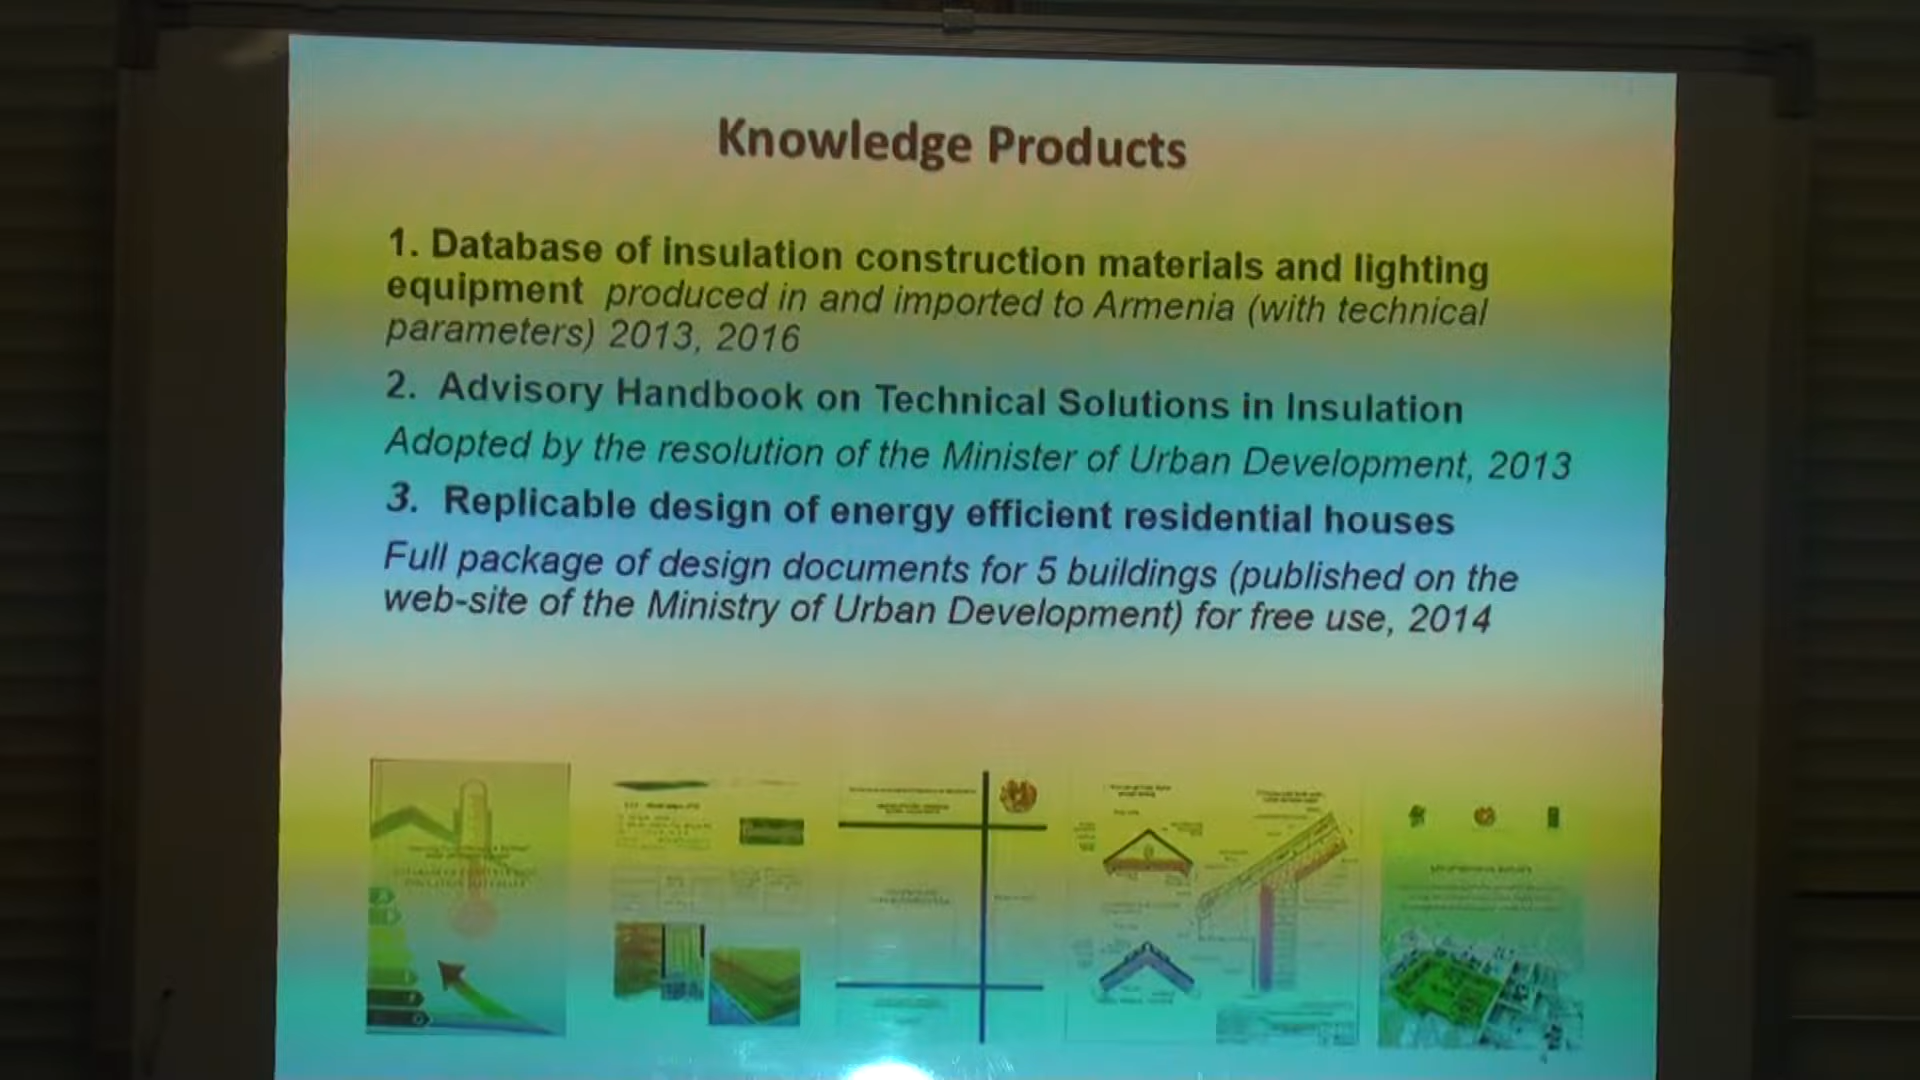 Knowledge Products
1. Database of insulation construction materials and lighting
equipment produced in and imported to Armenia (with technical
parameters) 2013, 2016
2. Advisory Handbook on Technical Solutions in Insulation
Adopted by the resolution of the Minister of Urban Development, 2013
3. Replicable design of energy efficient residential houses
Full package of design documents for 5 buildings (published on the
web-site of the Ministry of Urban Development) for free use, 2014